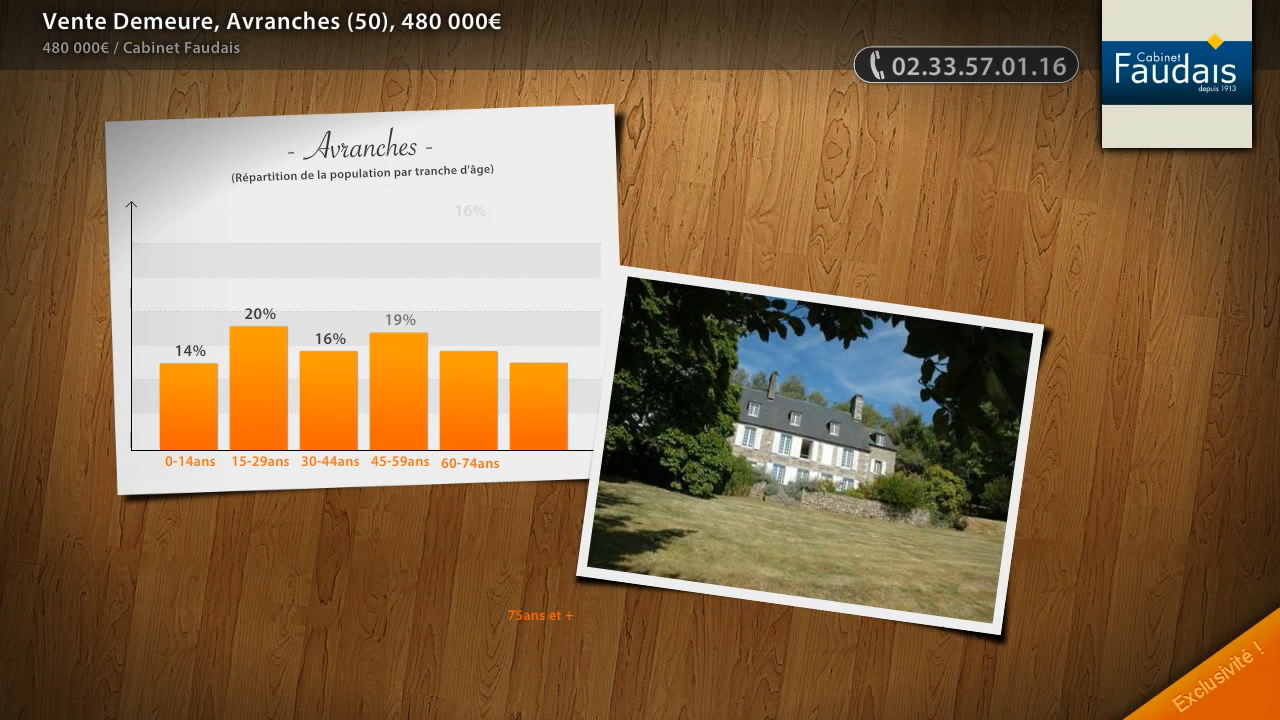 Vente Demeure, Avranches (50), 480 000€
480 000€ / Cabinet Faudais
02.33.57.01.16
Cabinet
Faudais
depuis 1913
- Avranches -
(Répartition de la population par tranche d'âge)
16%
20%
19%
16%
14%
0-14ans 15-29ans 30-44ans 45-59ans 60-74ans
75ans et +
Exclusivité !